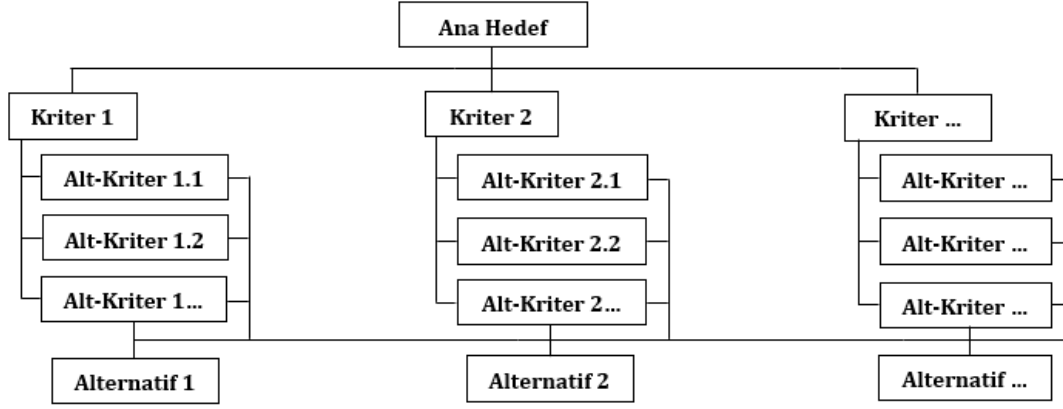 Ana Hedef
Kriter 1
Kriter 2
Kriter ...
Alt-Kriter 1.1
Alt-Kriter 2.1
Alt-Kriter ...
Alt-Kriter 1.2
Alt-Kriter 2.2
Alt-Kriter ...
Alt-Kriter 1...
Alt-Kriter 2...
Alt-Kriter ...
Alternatif 1
Alternatif 2
Alternatif ...